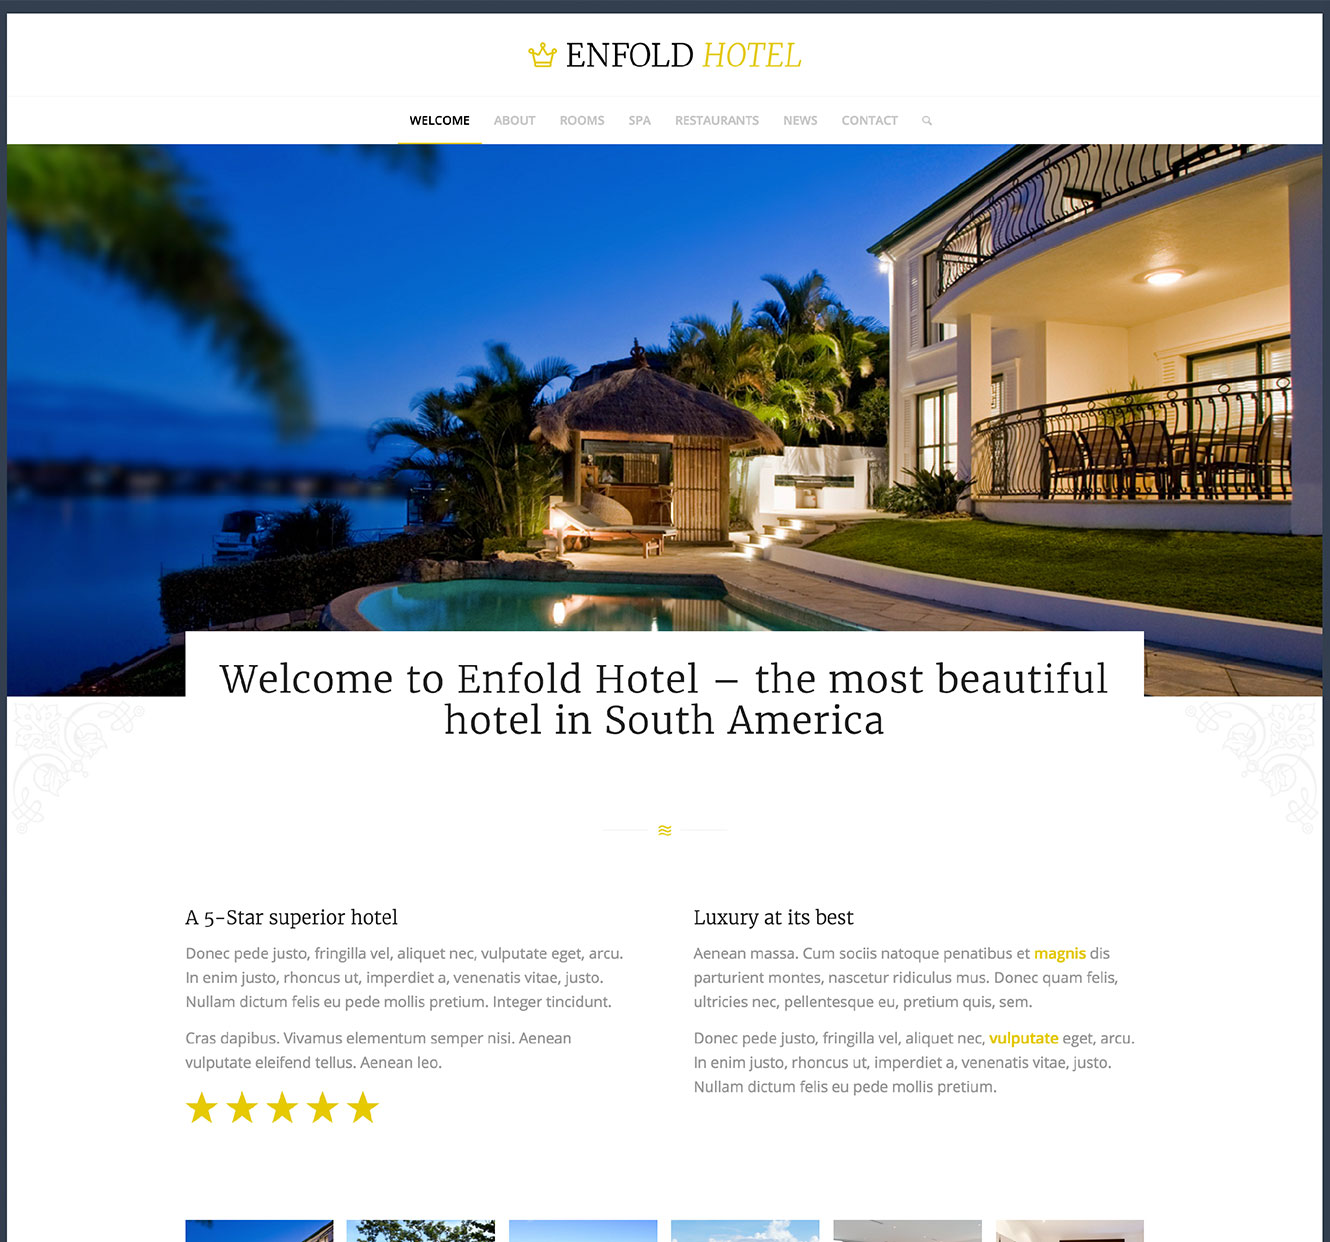 ENFOLD HOTEL
WELCOME ABOUT ROOMS SPA RESTAURANTS NEWS CONTACT
Welcome to Enfold Hotel – the most beautiful
hotel in South America
A 5-Star superior hotel
Donec pede justo, fringilla vel, aliquet nec, vulputate eget, arcu.
In enim justo, rhoncus ut, imperdiet a, venenatis vitae, justo.
Nullam dictum felis eu pede mollis pretium. Integer tincidunt.
Cras dapibus. Vivamus elementum semper nisi. Aenean
vulputate eleifend tellus. Aenean leo.
Luxury at its best
Aenean massa. Cum sociis natoque penatibus et magnis dis
parturient montes, nascetur ridiculus mus. Donec quam felis,
ultricies nec, pellentesque eu, pretium quis, sem.
Donec pede justo, fringilla vel, aliquet nec, vulputate eget, arcu.
In enim justo, rhoncus ut, imperdiet a, venenatis vitae, justo.
Nullam dictum felis eu pede mollis pretium.